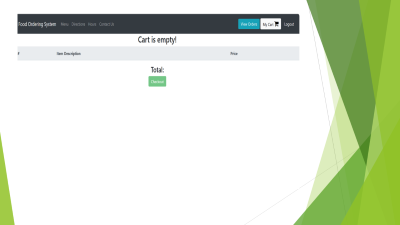 Food Ordering System Menu Directions Hours Contact Us View Orders My Cart Logout
Cart is empty!
# Item Description Price
Total:
Checkout